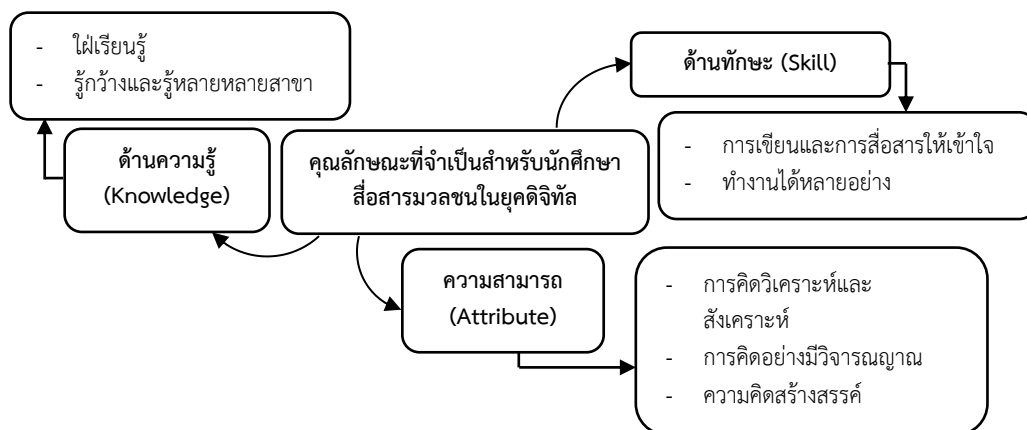 - ใฝ่เรียนรู้
- รู้กว้างและรู้หลายหลายสาขา
ด้านทักษะ (Skill)
- การเขียนและการสื่อสารให้เข้าใจ
- ทำงานได้หลายอย่าง
ด้านความรู้
(Knowledge)
คุณลักษณะที่จำเป็นสำหรับนักศึกษา
สื่อสารมวลชนในยุคดิจิทัล
ความสามารถ
(Attribute)
- การคิดวิเคราะห์และ
สังเคราะห์
- การคิดอย่างมีวิจารณญาณ
- ความคิดสร้างสรรค์